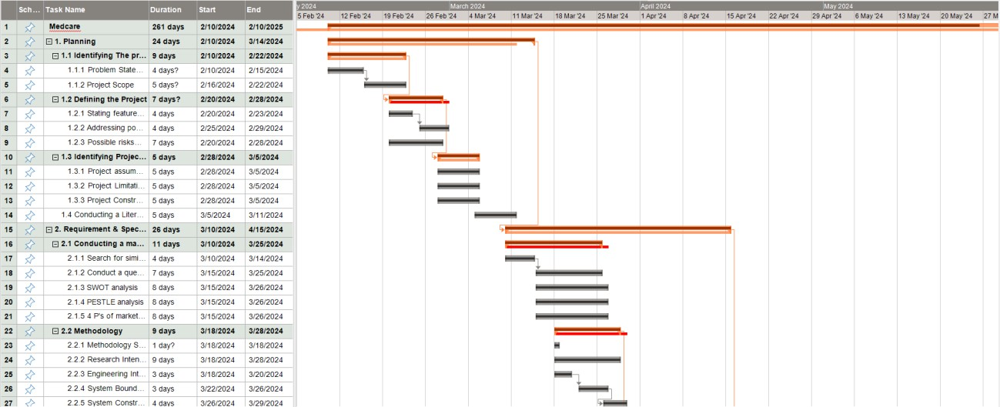 Sch... Task Name Duration Start End
y 2024 March 2024 April 2024 May 2024
5 Feb '24 12 Feb '24 19 Feb '24 26 Feb '24 4 Mar '24 11 Mar '24 18 Mar '24 25 Mar '24 1 Apr '24 8 Apr '24 15 Apr '24 22 Apr '24 29 Apr '24 6 May '24 13 May '24 20 May '24 27 M
1 Medcare 261 days 2/10/2024 2/10/2025
2 1. Planning 24 days 2/10/2024 3/14/2024
3 1.1 Identifying The pr... 9 days 2/10/2024 2/22/2024
4 1.1.1 Problem State... 4 days? 2/10/2024 2/15/2024
5 1.1.2 Project Scope 5 days? 2/16/2024 2/22/2024
6 1.2 Defining the Project 7 days? 2/20/2024 2/28/2024
7 1.2.1 Stating feature... 4 days 2/20/2024 2/23/2024
8 1.2.2 Addressing po... 4 days 2/25/2024 2/29/2024
9 1.2.3 Possible risks... 7 days 2/20/2024 2/28/2024
10 1.3 Identifying Projec... 5 days 2/28/2024 3/5/2024
11 1.3.1 Project assum... 5 days 2/28/2024 3/5/2024
12 1.3.2 Project Limitati... 5 days 2/28/2024 3/5/2024
13 1.3.3 Project Constr... 5 days 2/28/2024 3/5/2024
14 1.4 Conducting a Liter... 5 days 3/5/2024 3/11/2024
15 2. Requirement & Spec... 26 days 3/10/2024 4/15/2024
16 2.1 Conducting a ma... 11 days 3/10/2024 3/25/2024
17 2.1.1 Search for simi... 4 days 3/10/2024 3/14/2024
18 2.1.2 Conduct a que... 7 days 3/15/2024 3/25/2024
19 2.1.3 SWOT analysis 8 days 3/15/2024 3/26/2024
20 2.1.4 PESTLE analysis 8 days 3/15/2024 3/26/2024
21 2.1.5 4 P's of market... 8 days 3/15/2024 3/26/2024
22 2.2 Methodology 9 days 3/18/2024 3/28/2024
23 2.2.1 Methodology S... 1 day? 3/18/2024 3/18/2024
24 2.2.2 Research Inten... 9 days 3/18/2024 3/28/2024
25 2.2.3 Engineering Int... 3 days 3/18/2024 3/20/2024
26 2.2.4 System Bound... 3 days 3/22/2024 3/26/2024
27 2.2.5 System Constr... 4 days 3/26/2024 3/29/2024